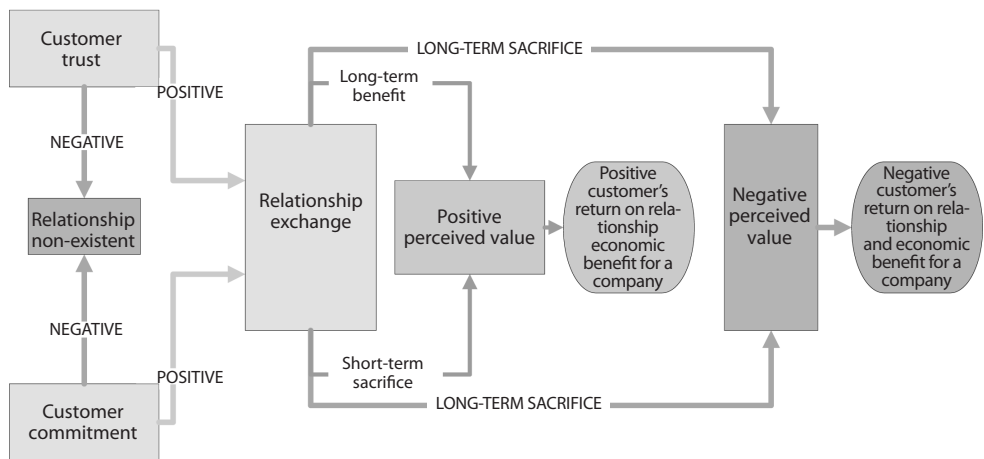 Customer
trust
POSITIVE
NEGATIVE
Relationship
non-existent
NEGATIVE
POSITIVE
Customer
commitment
Relationship
exchange
LONG-TERM SACRIFICE
Long-term
benefit
Positive
perceived value
Short-term
sacrifice
LONG-TERM SACRIFICE
Positive
customer's
return on rela-
tionship
economic
benefit for a
company
Negative
perceived
value
Negative
customer's
return on rela-
tionship
and economic
benefit for a
company